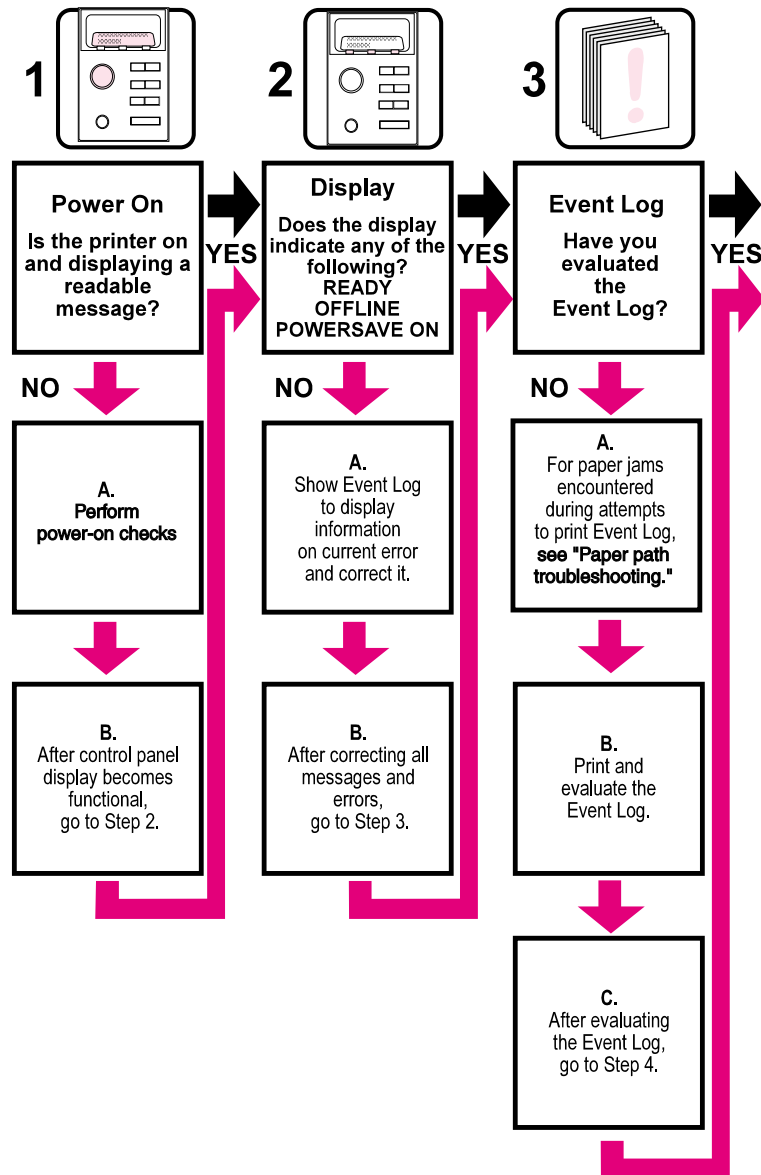 1
Power On
Is the printer on
and displaying a
readable
message?
YES
NO
A.
Perform
power-on checks
B.
After control panel
display becomes
functional,
go to Step 2.
2
Display
Does the display
indicate any of the
following?
READY
OFFLINE
POWERSAVE ON
YES
NO
A.
Show Event Log
to display
information
on current error
and correct it.
B.
After correcting all
messages and
errors,
go to Step 3.
3
Event Log
Have you
evaluated
the
Event Log?
YES
NO
A.
For paper jams
encountered
during attempts
to print Event Log,
see "Paper path
troubleshooting."
B.
Print and
evaluate the
Event Log.
C.
After evaluating
the Event Log,
go to Step 4.